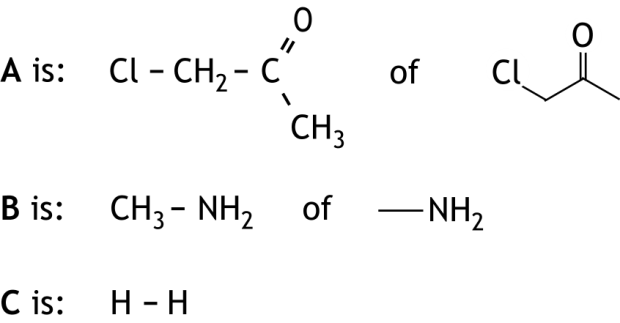 A is: Cl – CH₂ – C(=O) – CH₃ of Cl O
B is: CH₃ – NH₂ of —NH₂
C is: H – H